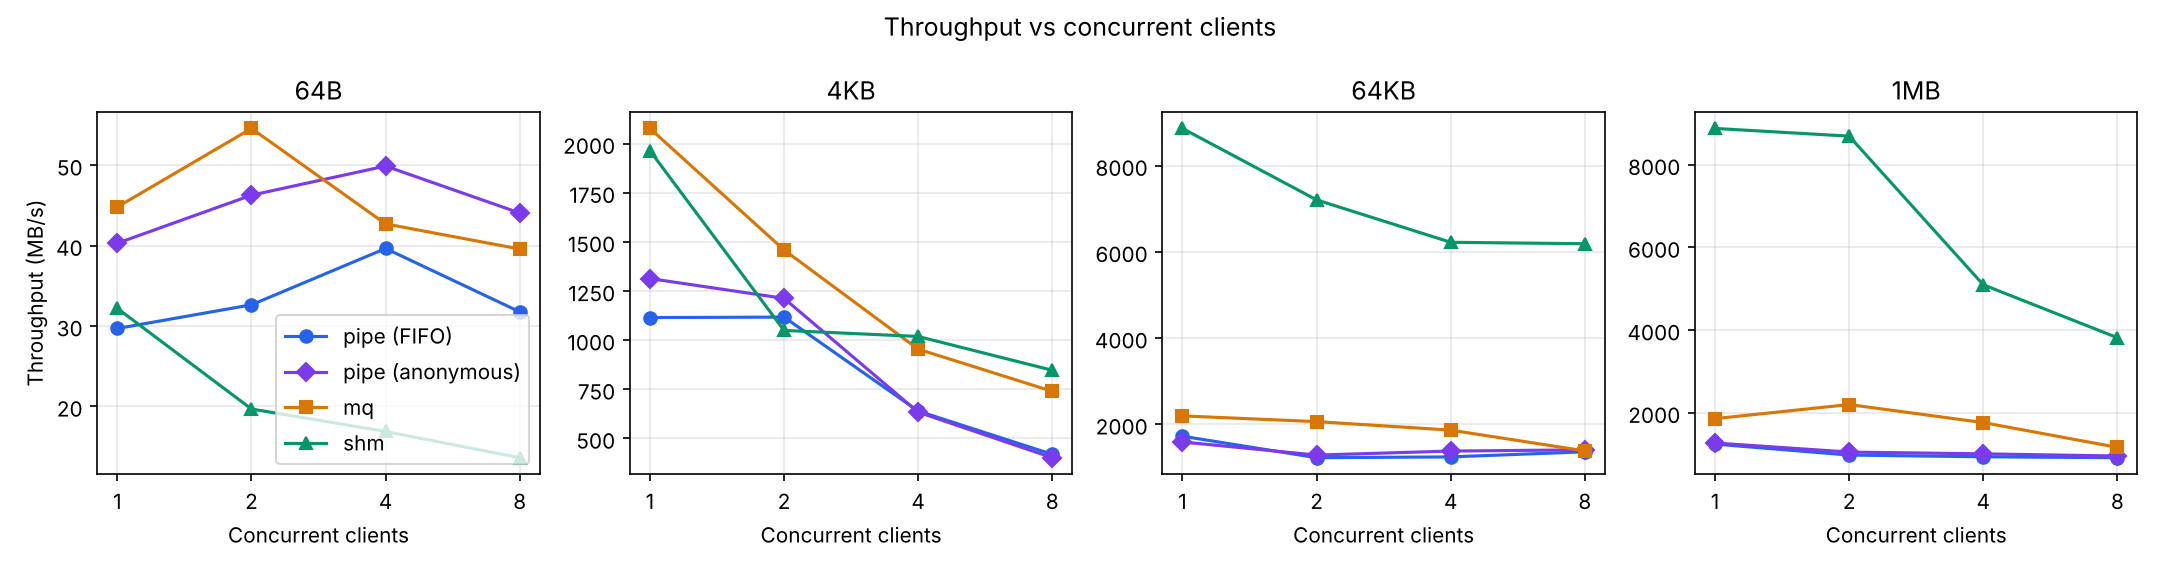 Throughput vs concurrent clients
64B
Throughput (MB/s)
50
40
30
20
pipe (FIFO)
pipe (anonymous)
mq
shm
1 2 4 8
Concurrent clients
4KB
2000
1750
1500
1250
1000
750
500
1 2 4 8
Concurrent clients
64KB
8000
6000
4000
2000
1 2 4 8
Concurrent clients
1MB
8000
6000
4000
2000
1 2 4 8
Concurrent clients